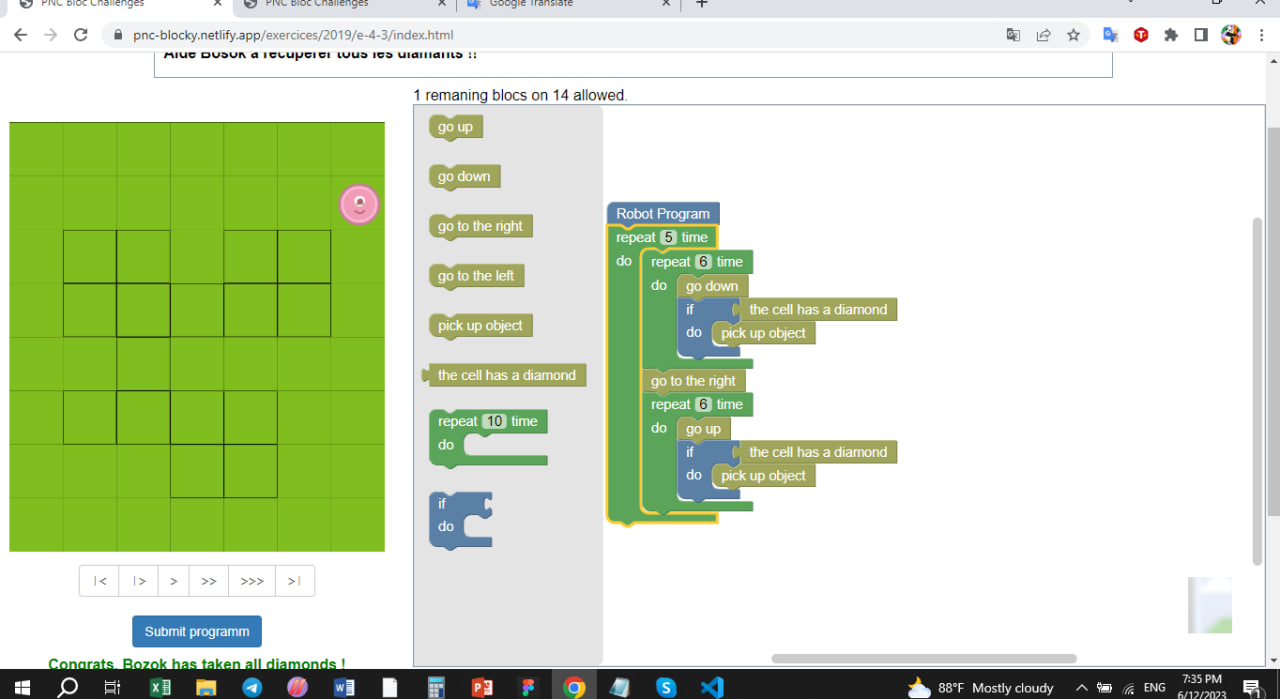 PNC Bloc Challenges
PNC Bloc Challenges
Google Translate
pnc-blocky.netlify.app/exercices/2019/e-4-3/index.html
Aide Bosok à récupérer tous les diamants !!
1 remaning blocs on 14 allowed.
go up
go down
go to the right
go to the left
pick up object
the cell has a diamond
repeat 10 time
do
if
do
Robot Program
repeat 5 time
do repeat 6 time
do go down
if the cell has a diamond
do pick up object
go to the right
repeat 6 time
do go up
if the cell has a diamond
do pick up object
|< |> > >> >>> >|
Submit programm
Congrats, Bozok has taken all diamonds !
88°F Mostly cloudy
ENG
7:35 PM
6/12/2023
1